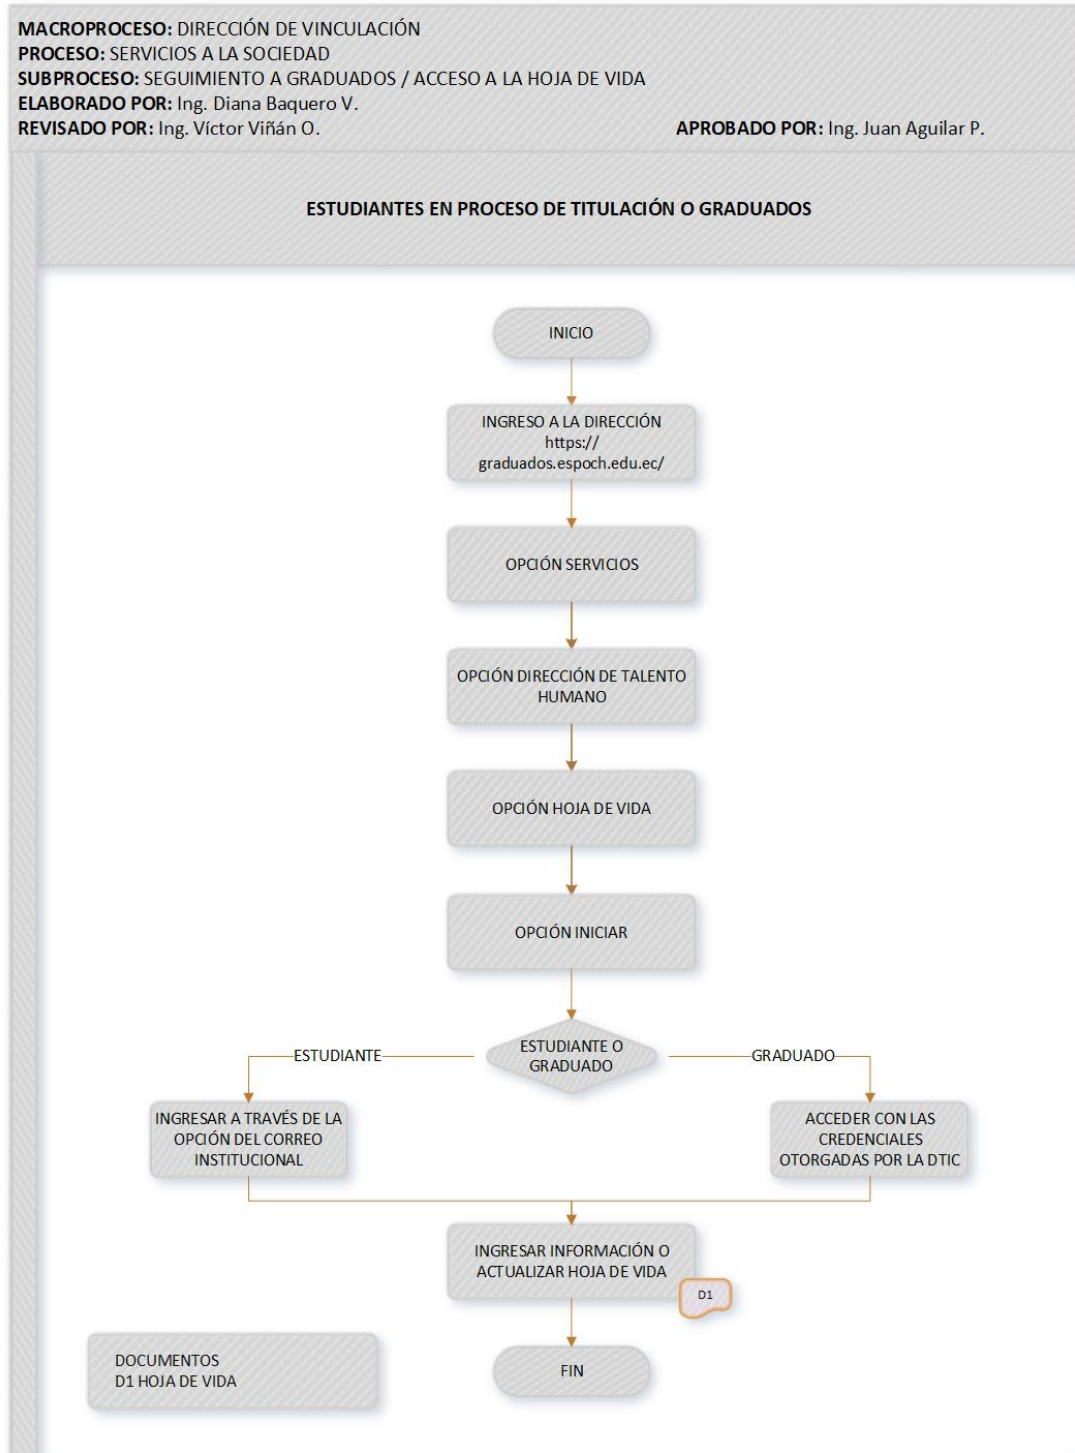 MACROPROCESO: DIRECCIÓN DE VINCULACIÓN
PROCESO: SERVICIOS A LA SOCIEDAD
SUBPROCESO: SEGUIMIENTO A GRADUADOS / ACCESO A LA HOJA DE VIDA
ELABORADO POR: Ing. Diana Baquero V.
REVISADO POR: Ing. Víctor Viñán O. APROBADO POR: Ing. Juan Aguilar P.
ESTUDIANTES EN PROCESO DE TITULACIÓN O GRADUADOS
INICIO
INGRESO A LA DIRECCIÓN
https://
graduados.espoch.edu.ec/
OPCIÓN SERVICIOS
OPCIÓN DIRECCIÓN DE TALENTO
HUMANO
OPCIÓN HOJA DE VIDA
OPCIÓN INICIAR
ESTUDIANTE O
GRADUADO
ESTUDIANTE
GRADUADO
INGRESAR A TRAVÉS DE LA
OPCIÓN DEL CORREO
INSTITUCIONAL
ACCEDER CON LAS
CREDENCIALES
OTORGADAS POR LA DTIC
INGRESAR INFORMACIÓN O
ACTUALIZAR HOJA DE VIDA
D1
FIN
DOCUMENTOS
D1 HOJA DE VIDA